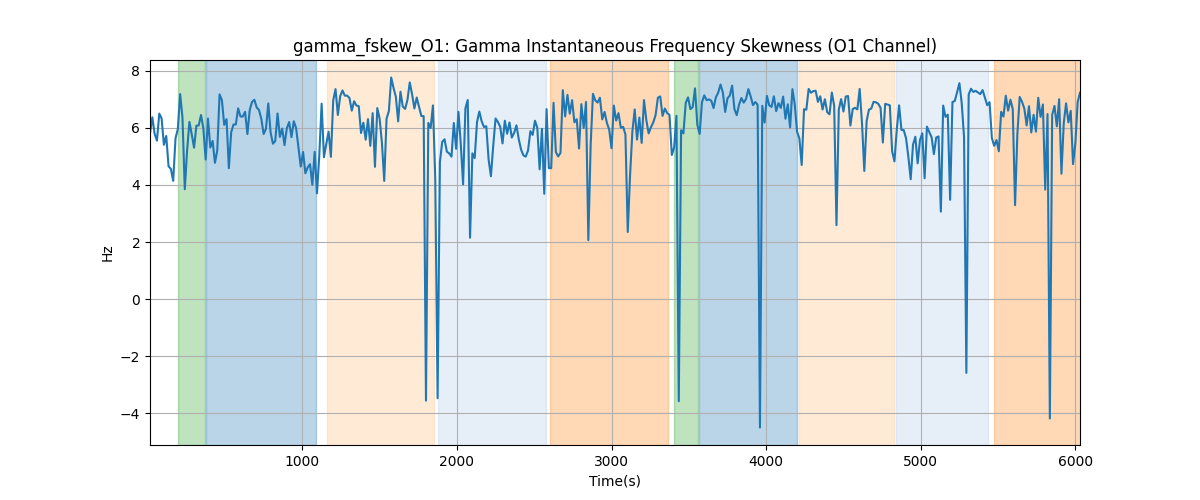 gamma_fskew_O1: Gamma Instantaneous Frequency Skewness (O1 Channel)
8
6
4
2
0
−2
−4
Hz
1000 2000 3000 4000 5000 6000
Time(s)